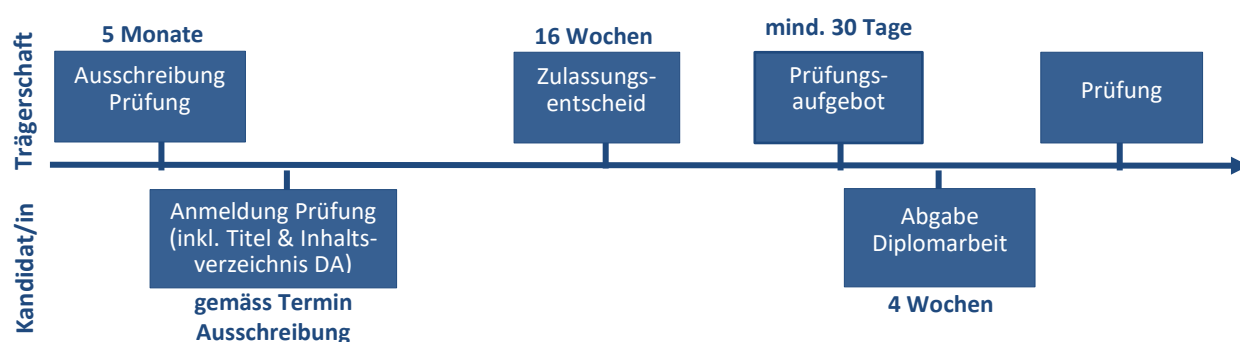 Trägerschaft
5 Monate
Ausschreibung
Prüfung
16 Wochen
Zulassungs-
entscheid
mind. 30 Tage
Prüfungs-
aufgebot
Prüfung
Kandidat/in
Anmeldung Prüfung
(inkl. Titel & Inhalts-
verzeichnis DA)
gemäss Termin
Ausschreibung
Abgabe
Diplomarbeit
4 Wochen